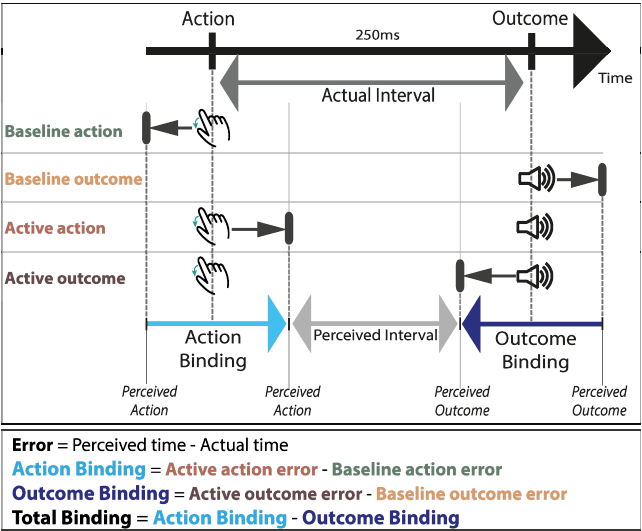 Action
Outcome
250ms
Time
Actual Interval
Baseline action
Baseline outcome
Active action
Active outcome
Action
Binding
Perceived Interval
Outcome
Binding
Perceived
Action
Perceived
Action
Perceived
Outcome
Perceived
Outcome
Error = Perceived time - Actual time
Action Binding = Active action error - Baseline action error
Outcome Binding = Active outcome error - Baseline outcome error
Total Binding = Action Binding - Outcome Binding